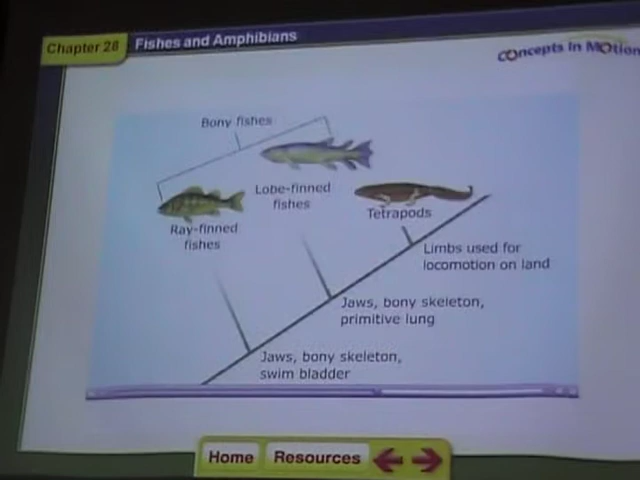 Chapter 28
Fishes and Amphibians
Concepts In Motion
Bony fishes
Lobe-finned
fishes
Tetrapods
Ray-finned
fishes
Limbs used for
locomotion on land
Jaws, bony skeleton,
primitive lung
Jaws, bony skeleton,
swim bladder
Home
Resources